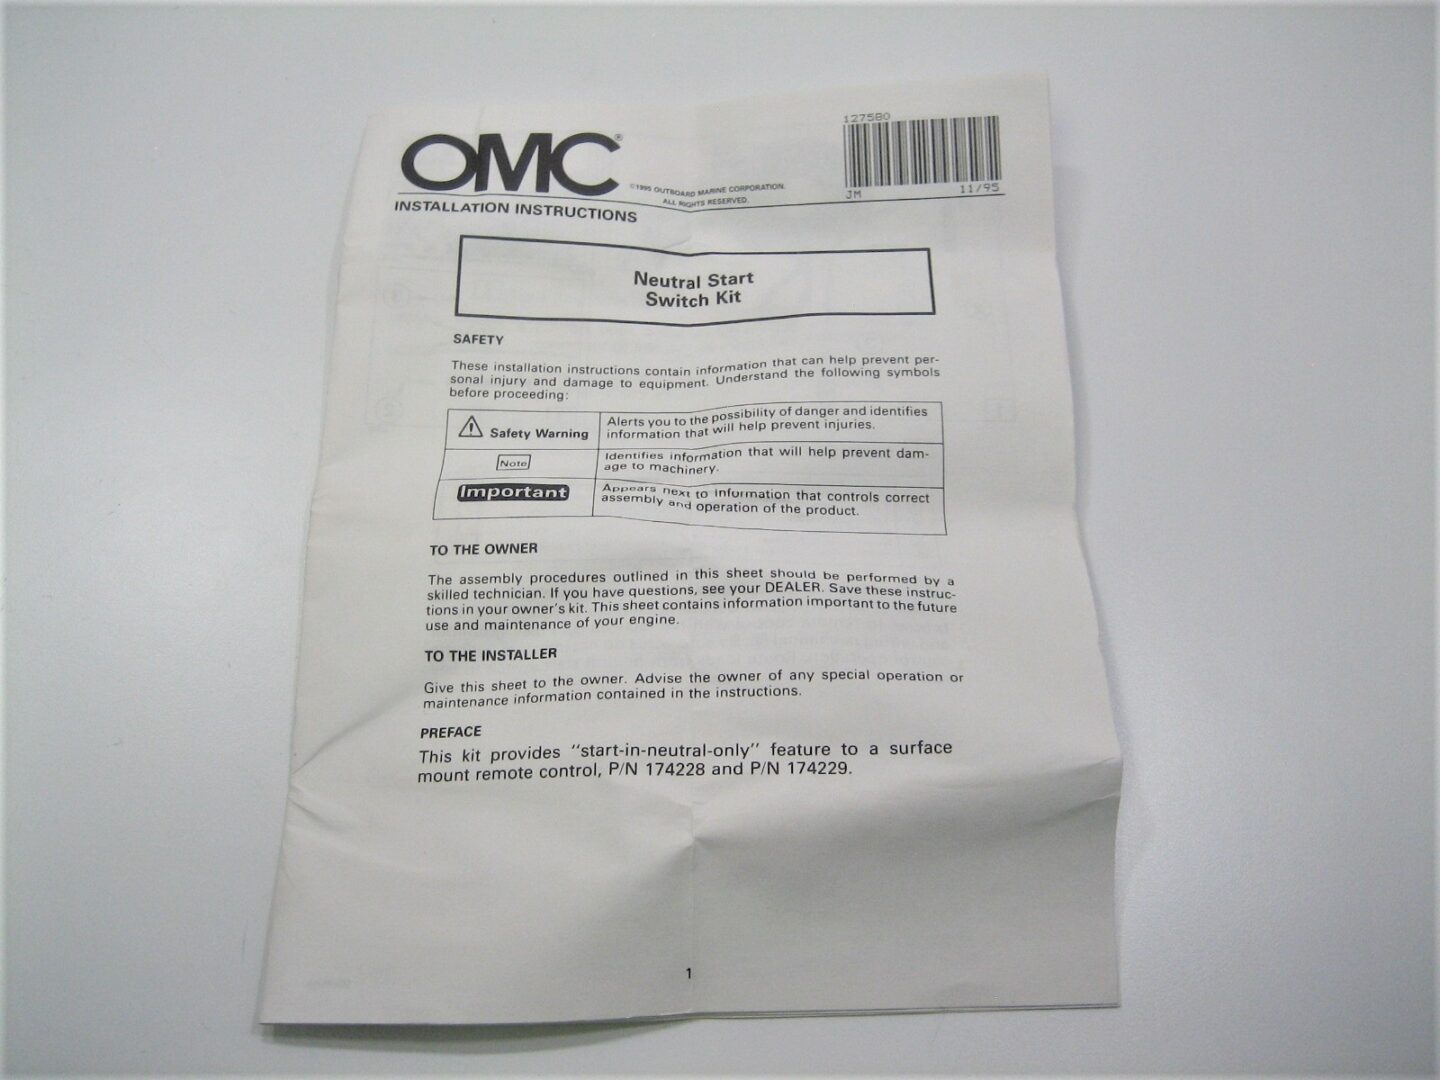 OMC®
©1995 OUTBOARD MARINE CORPORATION.
ALL RIGHTS RESERVED.
127580
JM 11/95
INSTALLATION INSTRUCTIONS
Neutral Start
Switch Kit
SAFETY
These installation instructions contain information that can help prevent per-
sonal injury and damage to equipment. Understand the following symbols
before proceeding:
Safety Warning
Alerts you to the possibility of danger and identifies
information that will help prevent injuries.
Note
Identifies information that will help prevent dam-
age to machinery.
Important
Appears next to information that controls correct
assembly and operation of the product.
TO THE OWNER
The assembly procedures outlined in this sheet should be performed by a
skilled technician. If you have questions, see your DEALER. Save these instruc-
tions in your owner's kit. This sheet contains information important to the future
use and maintenance of your engine.
TO THE INSTALLER
Give this sheet to the owner. Advise the owner of any special operation or
maintenance information contained in the instructions.
PREFACE
This kit provides "start-in-neutral-only" feature to a surface
mount remote control, P/N 174228 and P/N 174229.
1